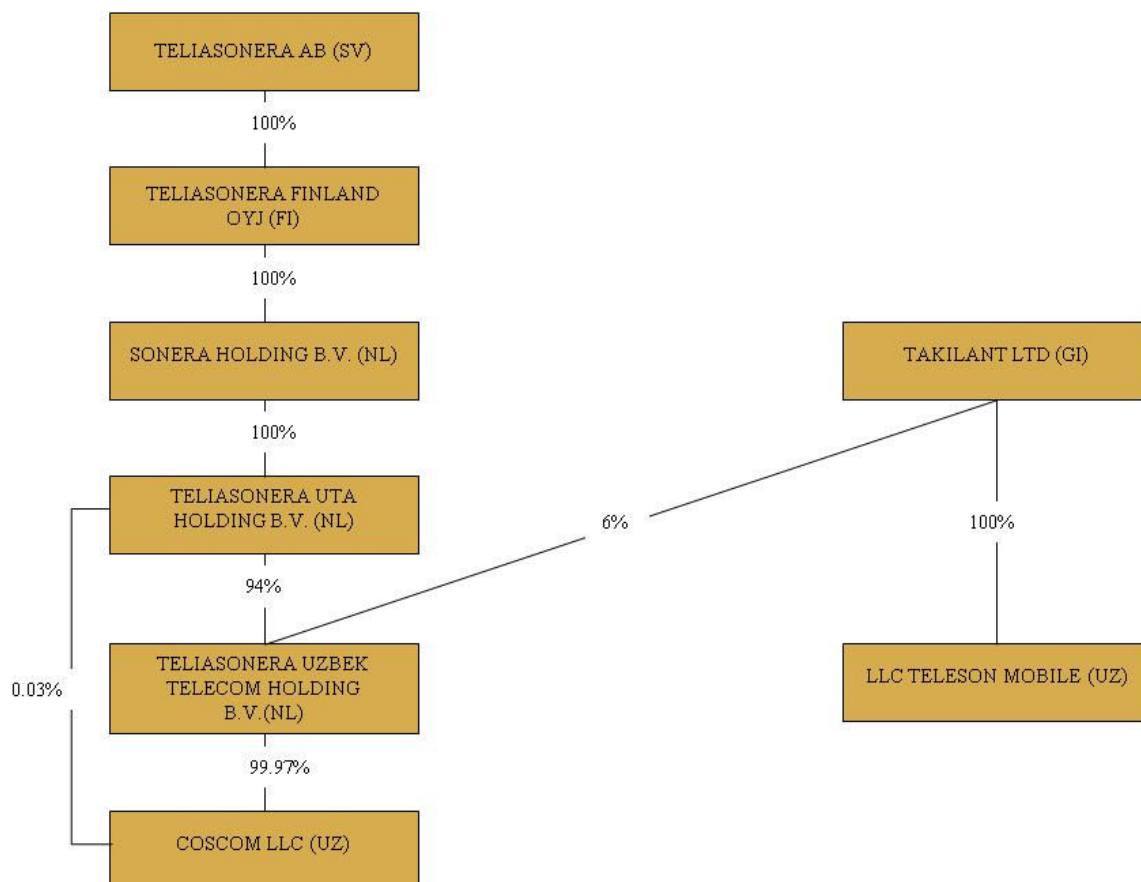 TELIASONERA AB (SV)
100%
TELIASONERA FINLAND
OYJ (FI)
100%
SONERA HOLDING B.V. (NL)
TAKILANT LTD (GI)
100%
TELIASONERA UTA
HOLDING B.V. (NL)
6%
100%
94%
TELIASONERA UZBEK
TELECOM HOLDING
B.V.(NL)
LLC TELESON MOBILE (UZ)
0.03%
99.97%
COSCOM LLC (UZ)